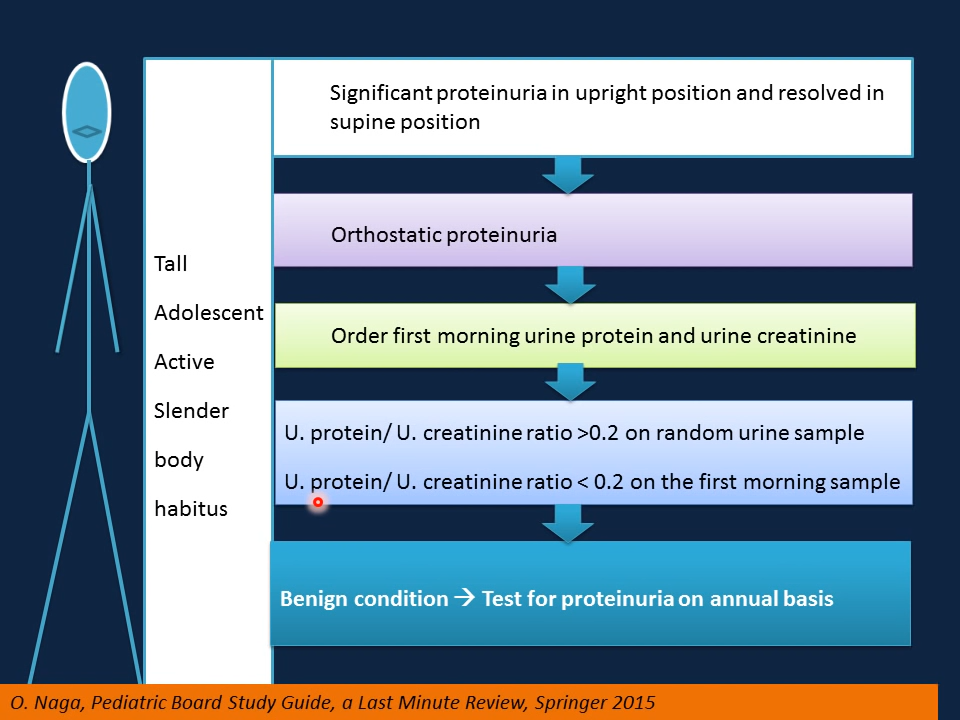 Significant proteinuria in upright position and resolved in
supine position
Orthostatic proteinuria
Tall
Adolescent
Active
Slender
body
habitus
Order first morning urine protein and urine creatinine
U. protein/ U. creatinine ratio >0.2 on random urine sample
U. protein/ U. creatinine ratio < 0.2 on the first morning sample
Benign condition → Test for proteinuria on annual basis
O. Naga, Pediatric Board Study Guide, a Last Minute Review, Springer 2015